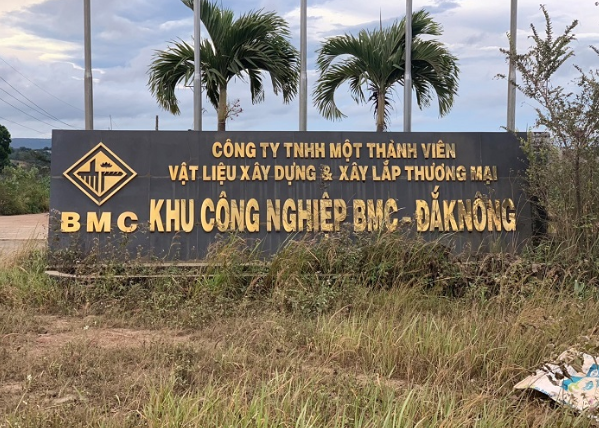 CÔNG TY TNHH MỘT THÀNH VIÊN
VẬT LIỆU XÂY DỰNG & XÂY LẮP THƯƠNG MẠI
BMC KHU CÔNG NGHIỆP BMC - ĐẮKNÔNG